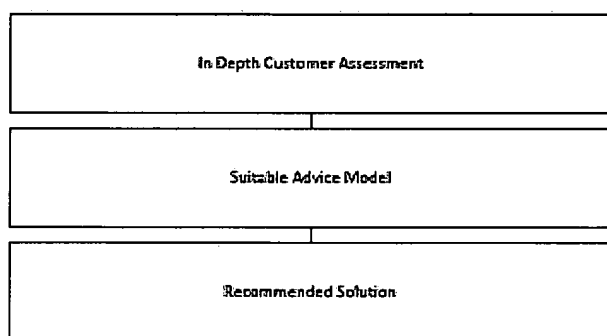 In Depth Customer Assessment
Suitable Advice Model
Recommended Solution